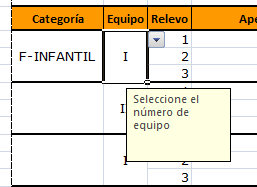 Categoría Equipo Relevo Ape
1
F-INFANTIL I 2
3
Seleccione el
número de
equipo
I
I
2
3